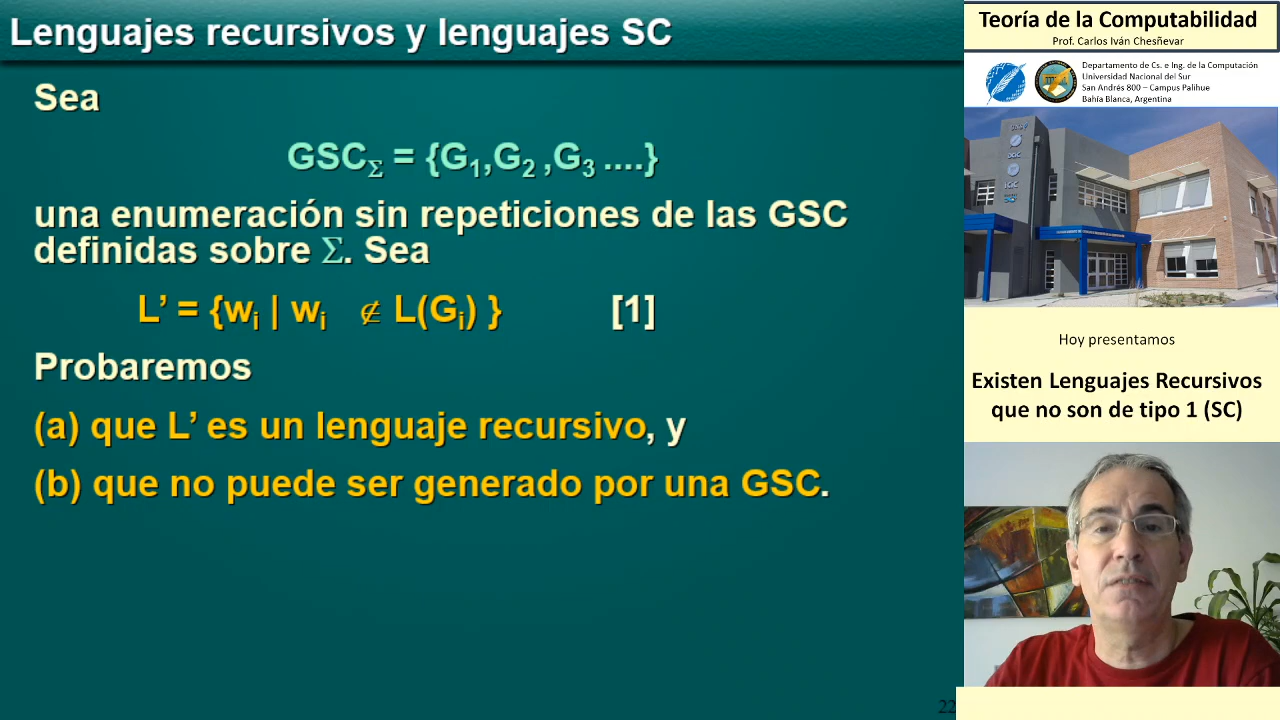 Lenguajes recursivos y lenguajes SC
Sea
GSC_Σ = {G₁,G₂ ,G₃ ....}
una enumeración sin repeticiones de las GSC
definidas sobre Σ. Sea
L’ = {wᵢ | wᵢ ∉ L(Gᵢ) } [1]
Probaremos
(a) que L’ es un lenguaje recursivo, y
(b) que no puede ser generado por una GSC.
22
Teoría de la Computabilidad
Prof. Carlos Iván Chesñevar
Departamento de Cs. e Ing. de la Computación
Universidad Nacional del Sur
San Andrés 800 – Campus Palihue
Bahía Blanca, Argentina
Hoy presentamos
Existen Lenguajes Recursivos
que no son de tipo 1 (SC)